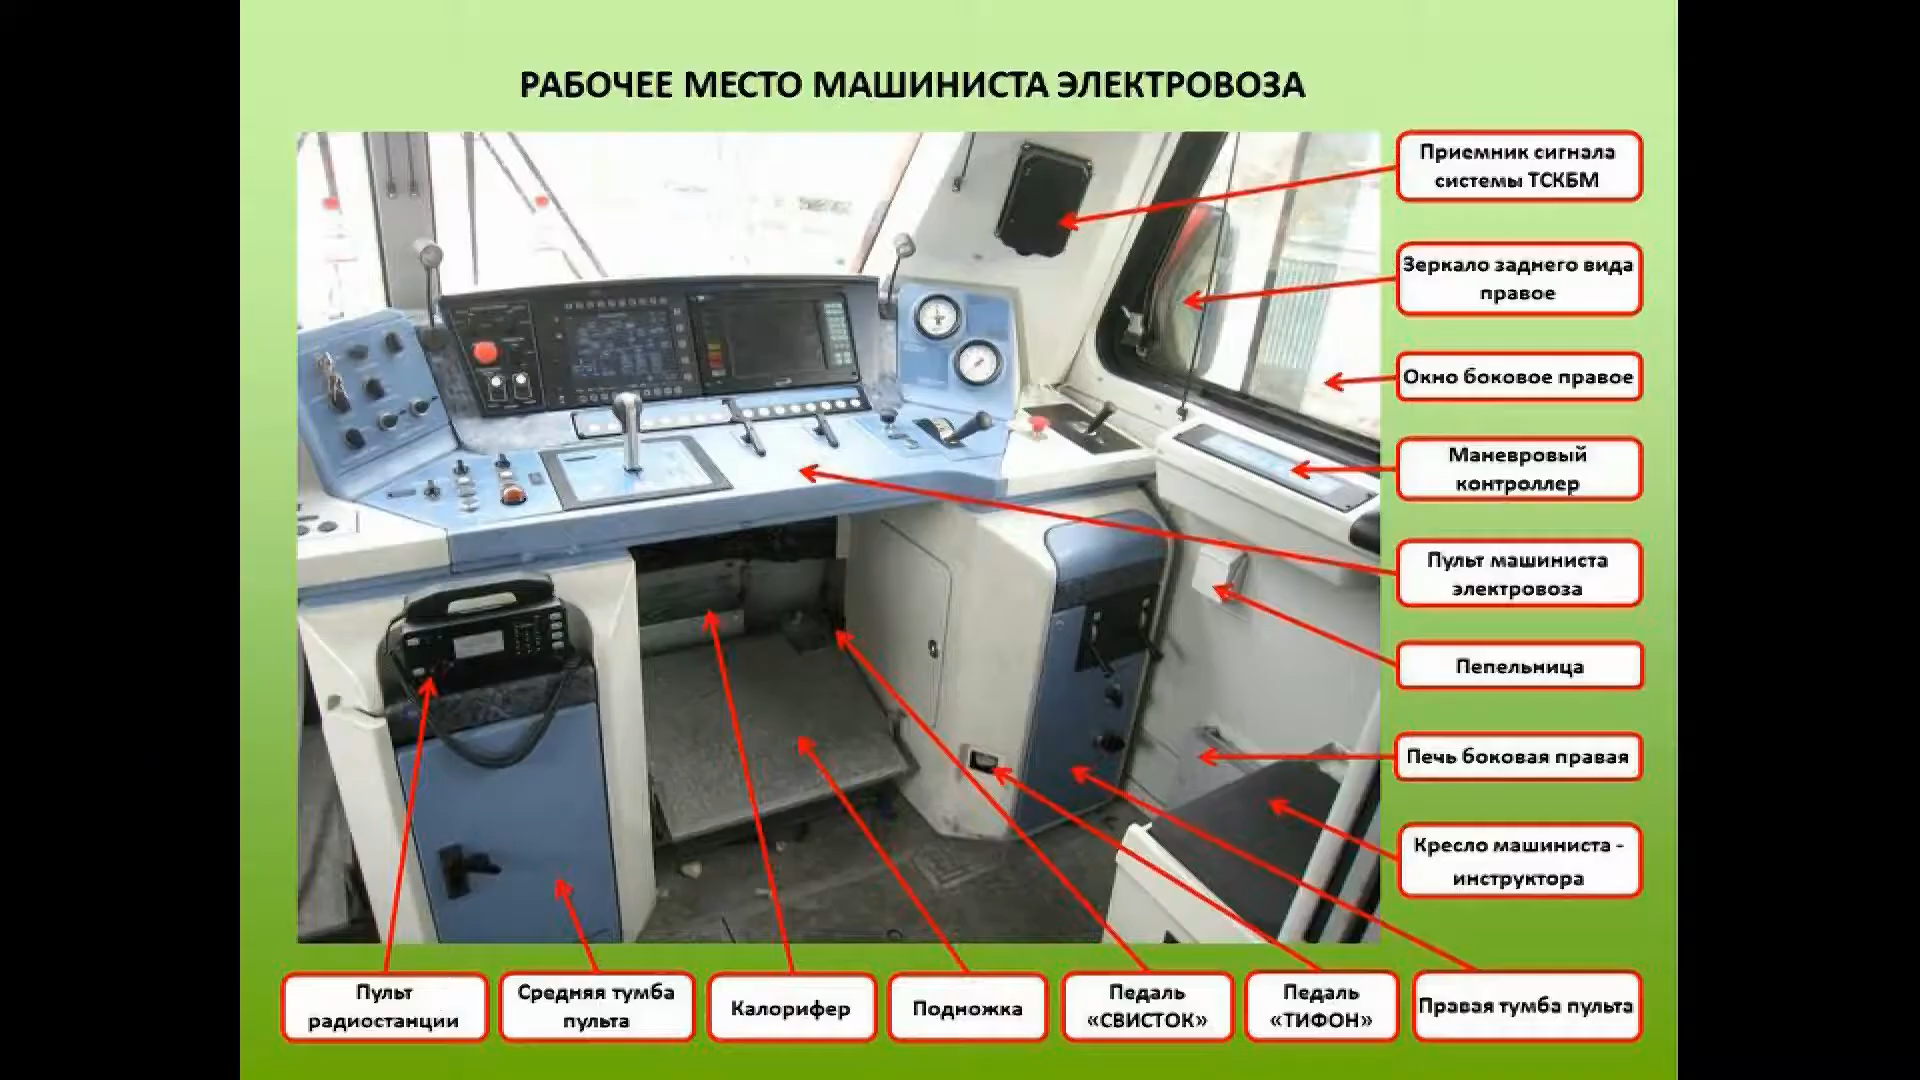 РАБОЧЕЕ МЕСТО МАШИНИСТА ЭЛЕКТРОВОЗА
Приемник сигнала
системы ТСКБМ
Зеркало заднего вида
правое
Окно боковое правое
Маневровый
контроллер
Пульт машиниста
электровоза
Пепельница
Печь боковая правая
Кресло машиниста -
инструктора
Пульт
радиостанции
Средняя тумба
пульта
Калорифер
Подножка
Педаль
«СВИСТОК»
Педаль
«ТИФОН»
Правая тумба пульта